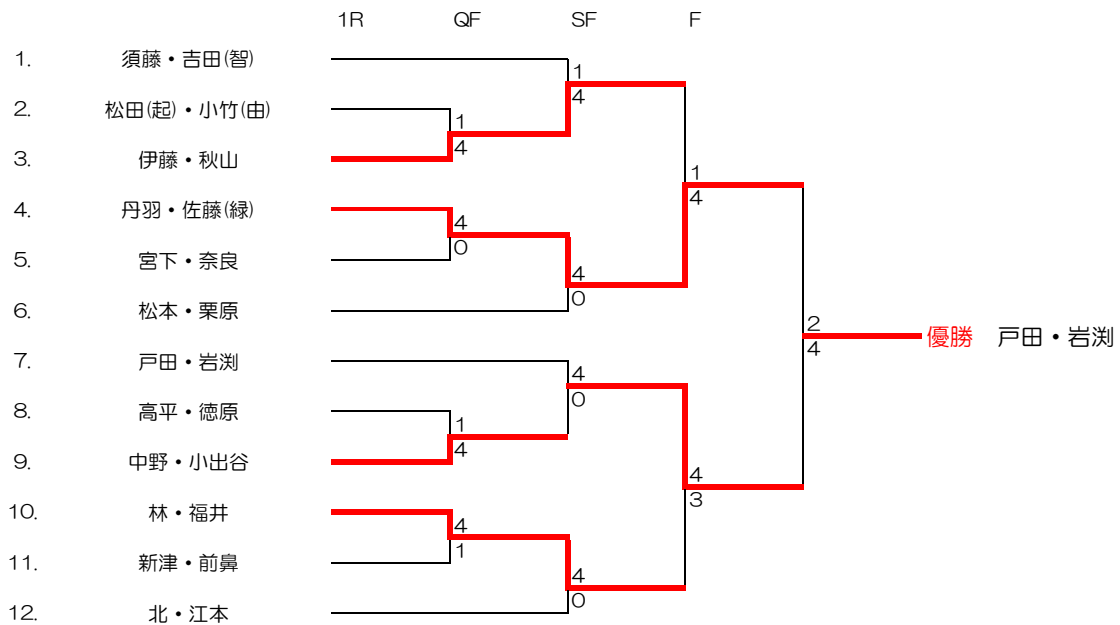 1R QF SF F
1. 須藤・吉田(智)
1
4
2. 松田(起)・小竹(由)
1
4
3. 伊藤・秋山
1
4
4. 丹羽・佐藤(緑)
4
0
5. 宮下・奈良
4
0
6. 松本・栗原
2
4
優勝 戸田・岩渕
7. 戸田・岩渕
4
0
8. 高平・徳原
1
4
9. 中野・小出谷
4
3
10. 林・福井
4
1
11. 新津・前鼻
4
0
12. 北・江本